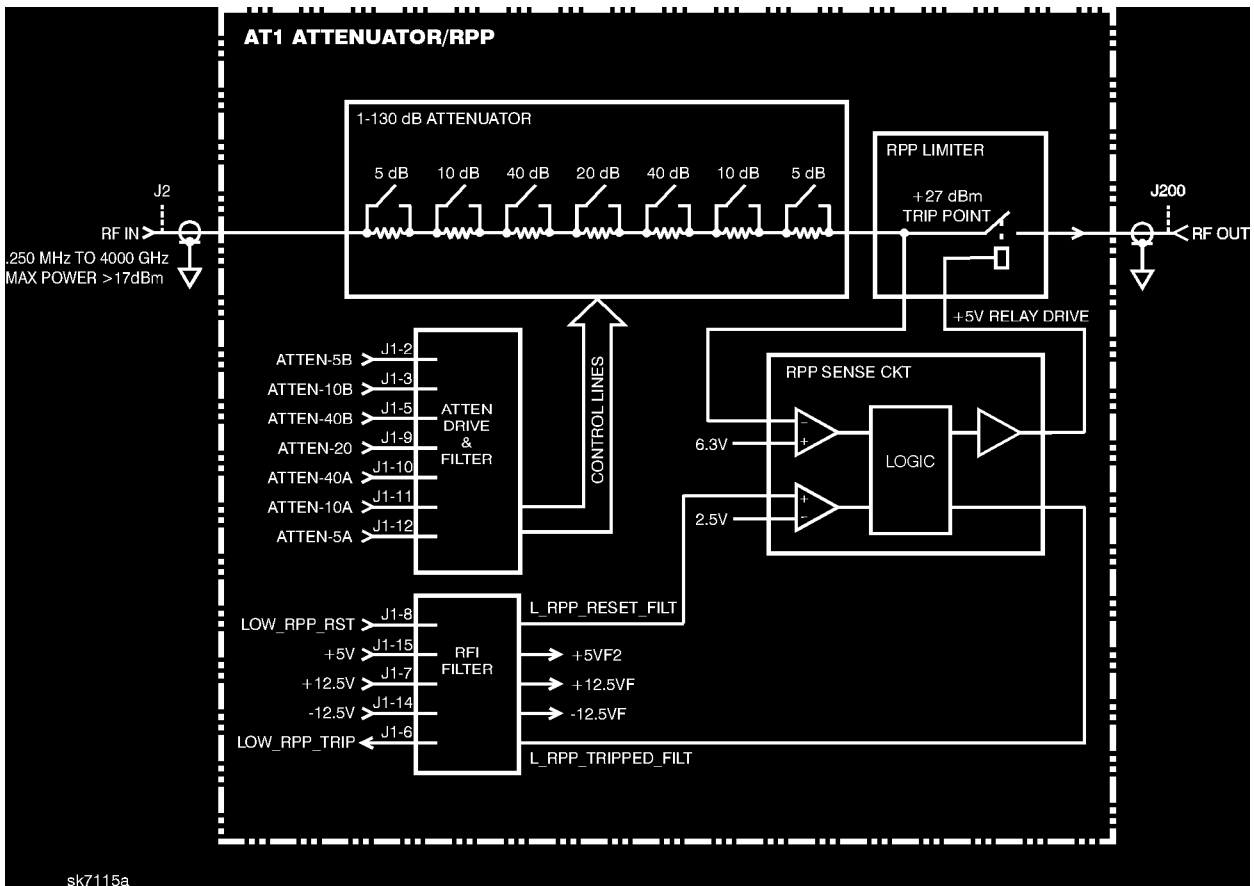 AT1 ATTENUATOR/RPP
1-130 dB ATTENUATOR
5 dB
10 dB
40 dB
20 dB
40 dB
10 dB
5 dB
RPP LIMITER
+27 dBm
TRIP POINT
J2
RF IN
.250 MHz TO 4000 GHz
MAX POWER >17dBm
J200
RF OUT
+5V RELAY DRIVE
CONTROL LINES
ATTEN-5B
J1-2
ATTEN-10B
J1-3
ATTEN-40B
J1-5
ATTEN-20
J1-9
ATTEN-40A
J1-10
ATTEN-10A
J1-11
ATTEN-5A
J1-12
ATTEN
DRIVE
&
FILTER
RPP SENSE CKT
-
+
6.3V
LOGIC
+
-
2.5V
LOW_RPP_RST
J1-8
+5V
J1-15
+12.5V
J1-7
-12.5V
J1-14
LOW_RPP_TRIP
J1-6
RFI
FILTER
L_RPP_RESET_FILT
+5VF2
+12.5VF
-12.5VF
L_RPP_TRIPPED_FILT
sk7115a